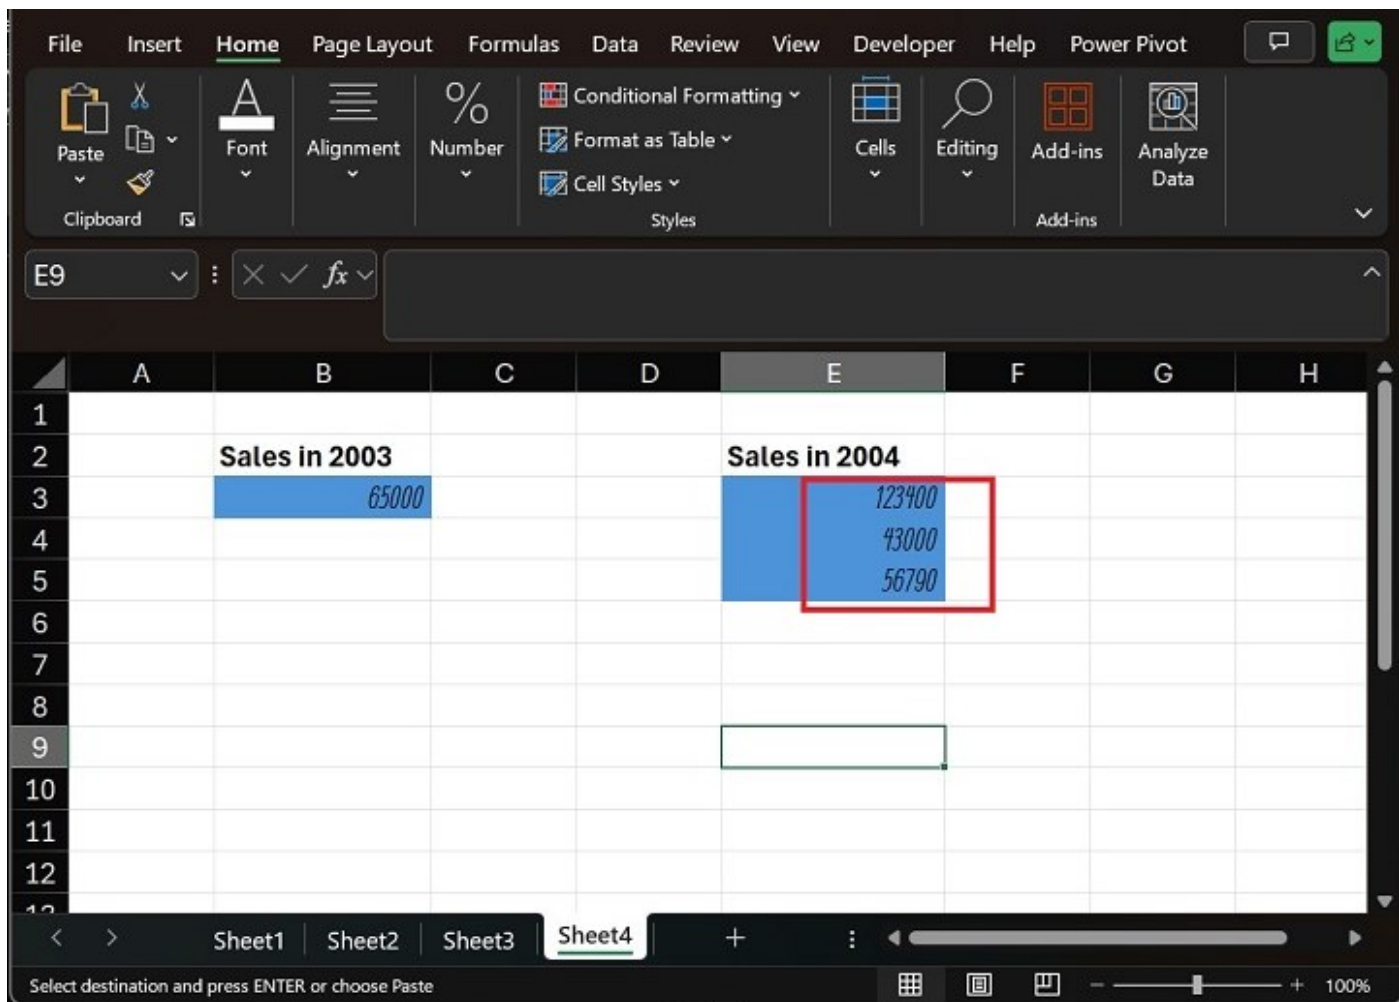 File Insert Home Page Layout Formulas Data Review View Developer Help Power Pivot
Conditional Formatting
Format as Table
Cell Styles
Paste Font Alignment Number Cells Editing Add-ins Analyze Data
Clipboard Styles Add-ins
E9 fx
A B C D E F G H
1
2 Sales in 2003 Sales in 2004
3 65000 123400
4 43000
5 56790
6
7
8
9
10
11
12
13
Sheet1 Sheet2 Sheet3 Sheet4 +
Select destination and press ENTER or choose Paste 100%